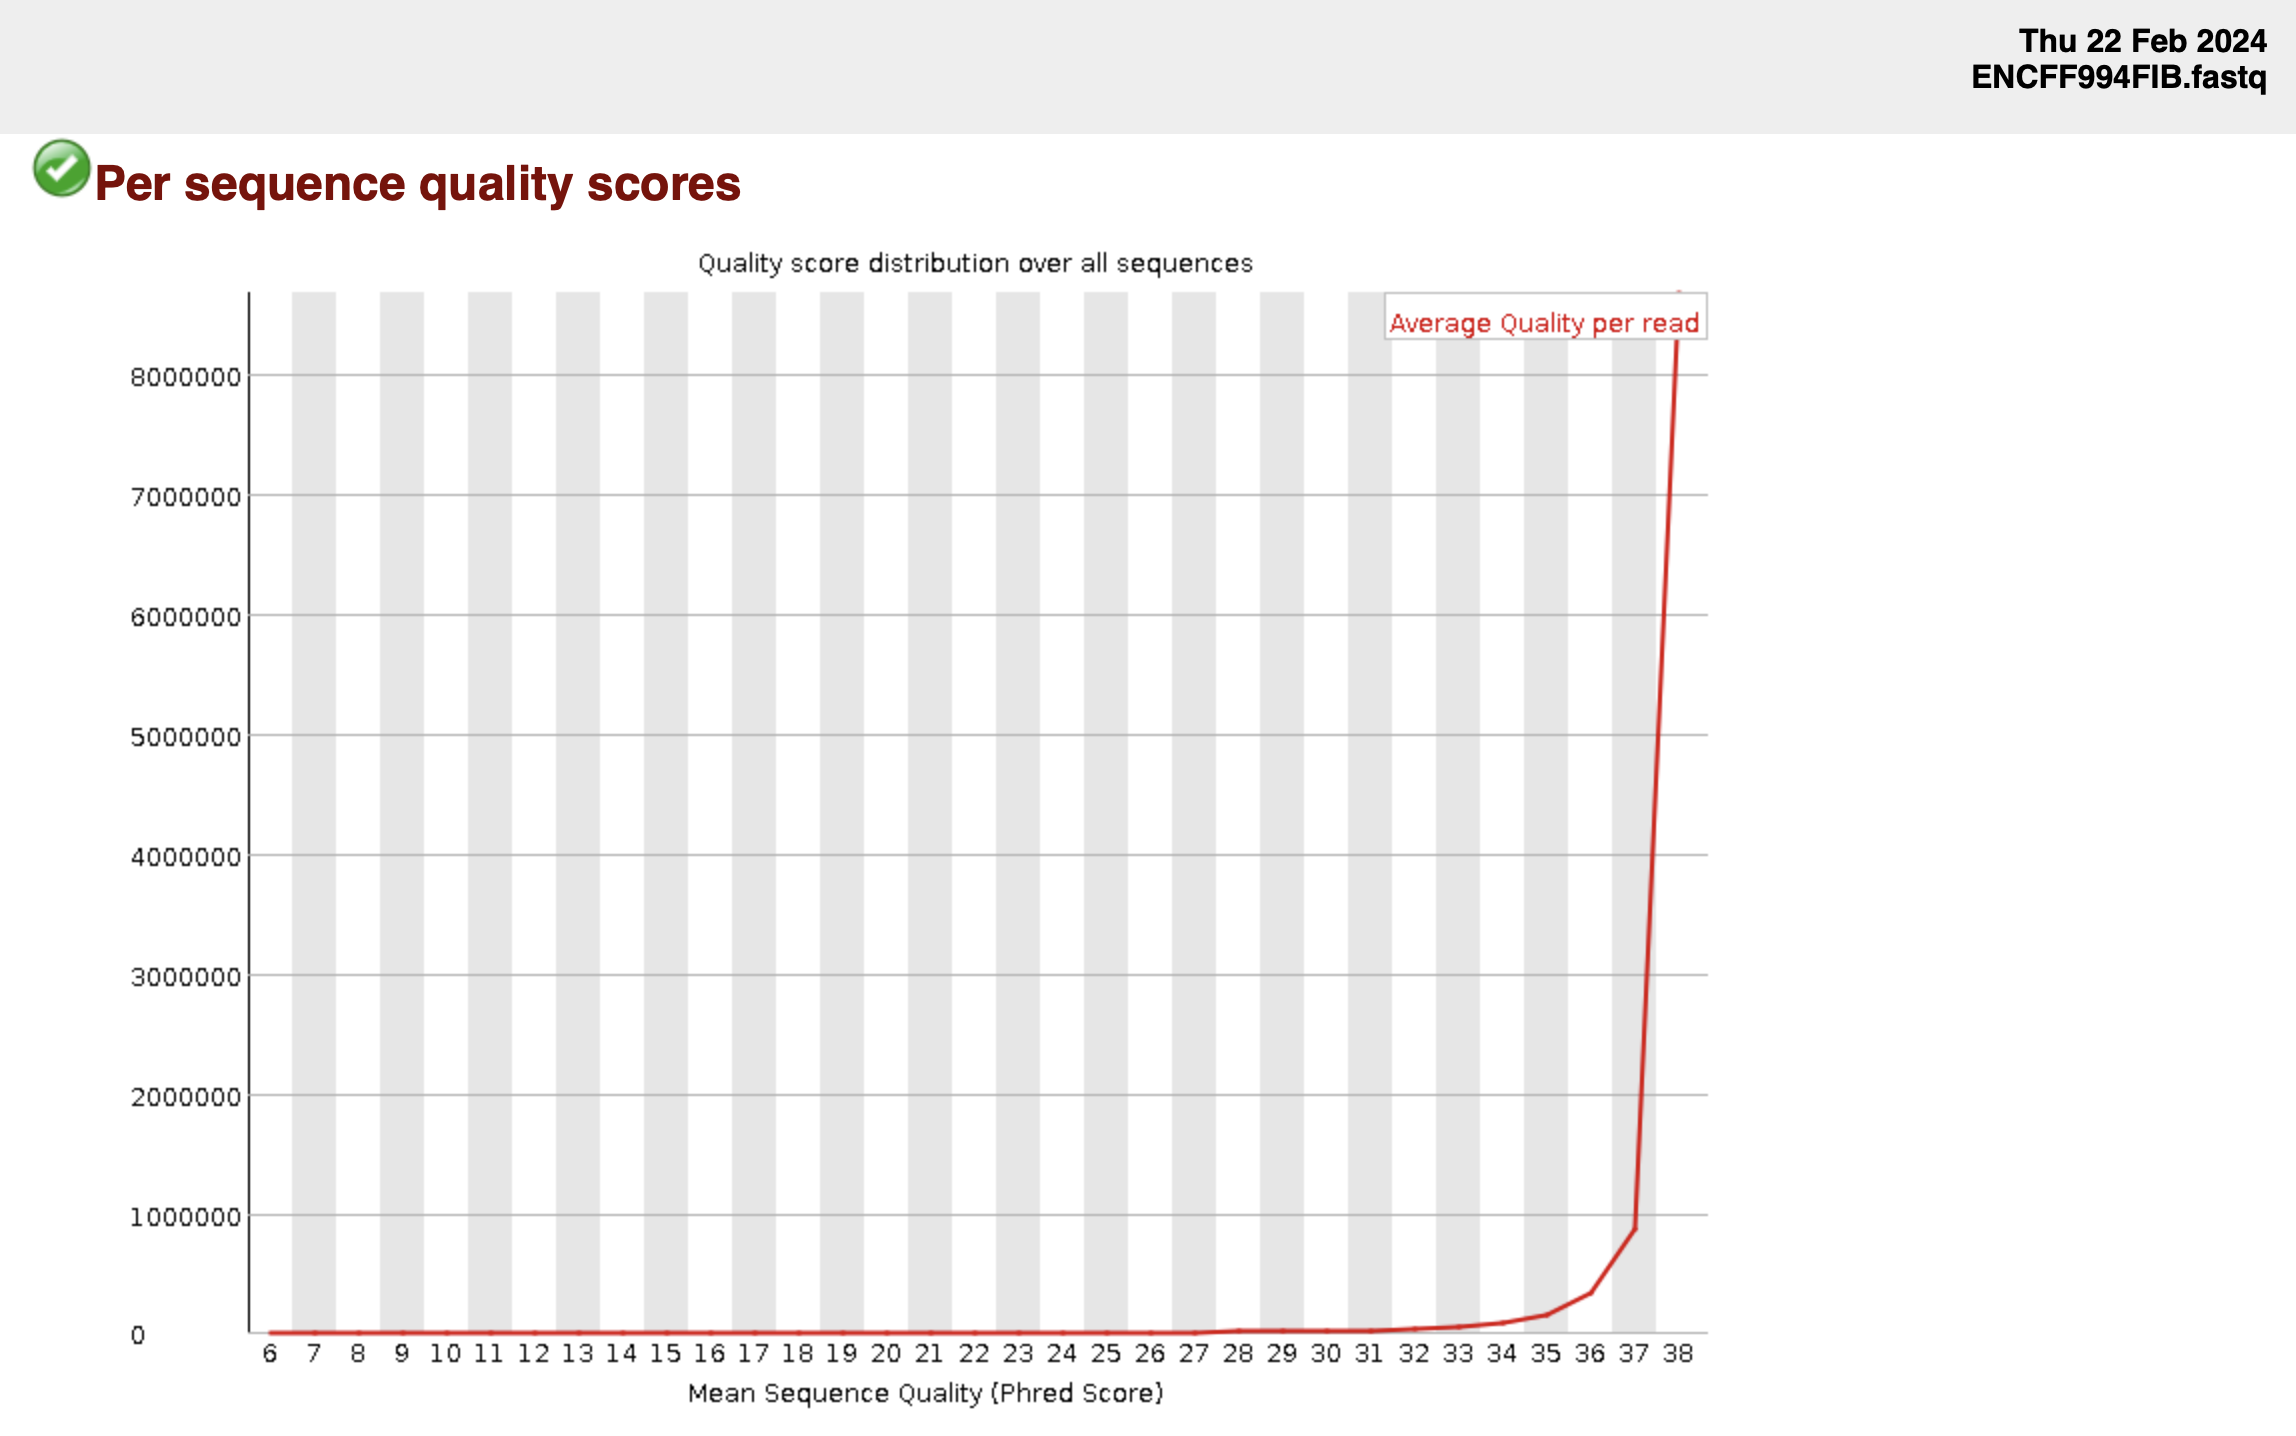 Thu 22 Feb 2024
ENCFF994FIB.fastq
Per sequence quality scores
Quality score distribution over all sequences
Average Quality per read
8000000
7000000
6000000
5000000
4000000
3000000
2000000
1000000
0
6 7 8 9 10 11 12 13 14 15 16 17 18 19 20 21 22 23 24 25 26 27 28 29 30 31 32 33 34 35 36 37 38
Mean Sequence Quality (Phred Score)